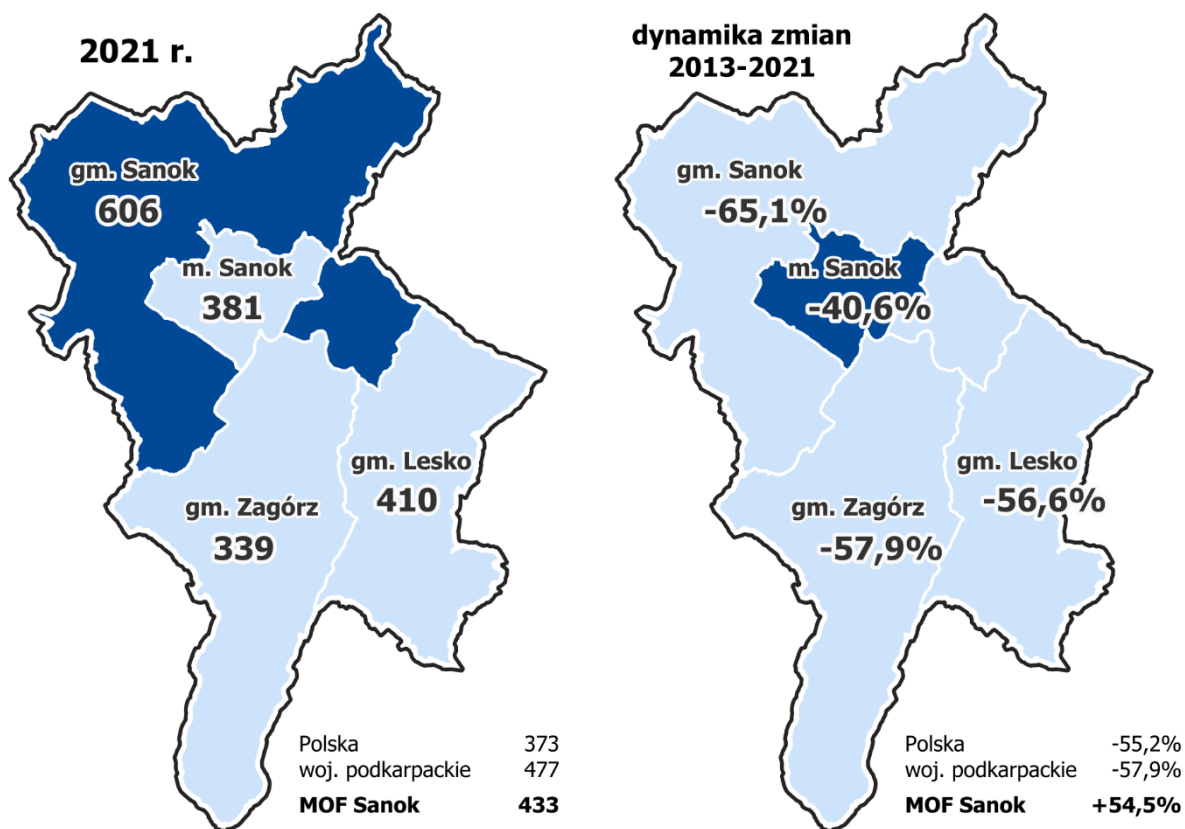 2021 r.
gm. Sanok
606
m. Sanok
381
gm. Lesko
410
gm. Zagórz
339
Polska 373
woj. podkarpackie 477
MOF Sanok 433
dynamika zmian
2013-2021
gm. Sanok
-65,1%
m. Sanok
-40,6%
gm. Lesko
-56,6%
gm. Zagórz
-57,9%
Polska -55,2%
woj. podkarpackie -57,9%
MOF Sanok +54,5%